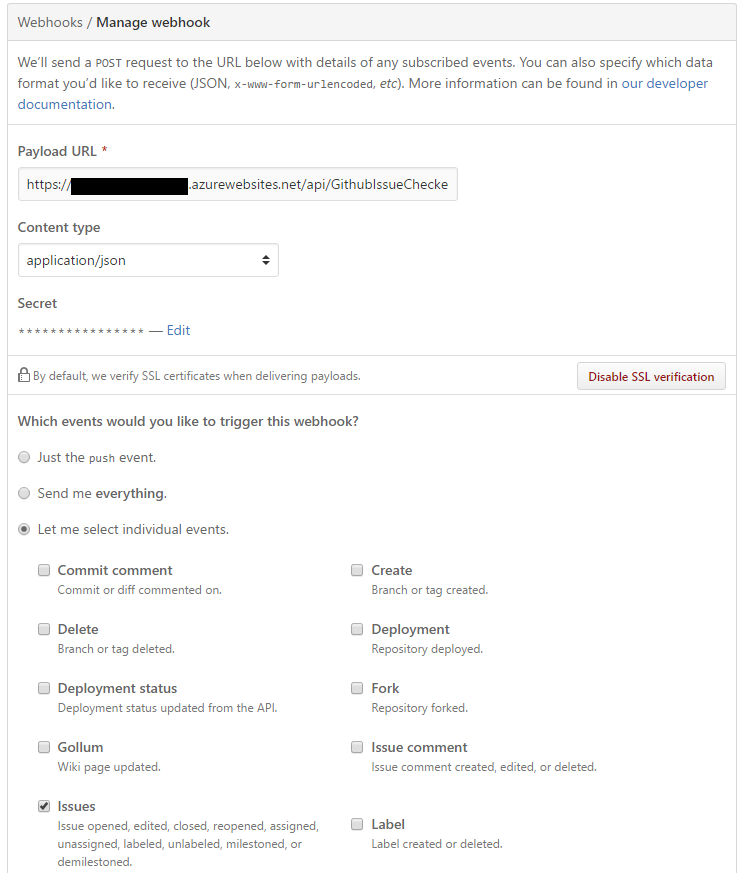 Webhooks / Manage webhook
We’ll send a POST request to the URL below with details of any subscribed events. You can also specify which data
format you’d like to receive (JSON, x-www-form-urlencoded, etc). More information can be found in our developer
documentation.
Payload URL *
https://
.azurewebsites.net/api/GithubIssueChecke
Content type
application/json
Secret
**************** — Edit
By default, we verify SSL certificates when delivering payloads.
Disable SSL verification
Which events would you like to trigger this webhook?
Just the push event.
Send me everything.
Let me select individual events.
Commit comment
Commit or diff commented on.
Create
Branch or tag created.
Delete
Branch or tag deleted.
Deployment
Repository deployed.
Deployment status
Deployment status updated from the API.
Fork
Repository forked.
Gollum
Wiki page updated.
Issue comment
Issue comment created, edited, or deleted.
Issues
Issue opened, edited, closed, reopened, assigned,
unassigned, labeled, unlabeled, milestoned, or
demilestoned.
Label
Label created or deleted.